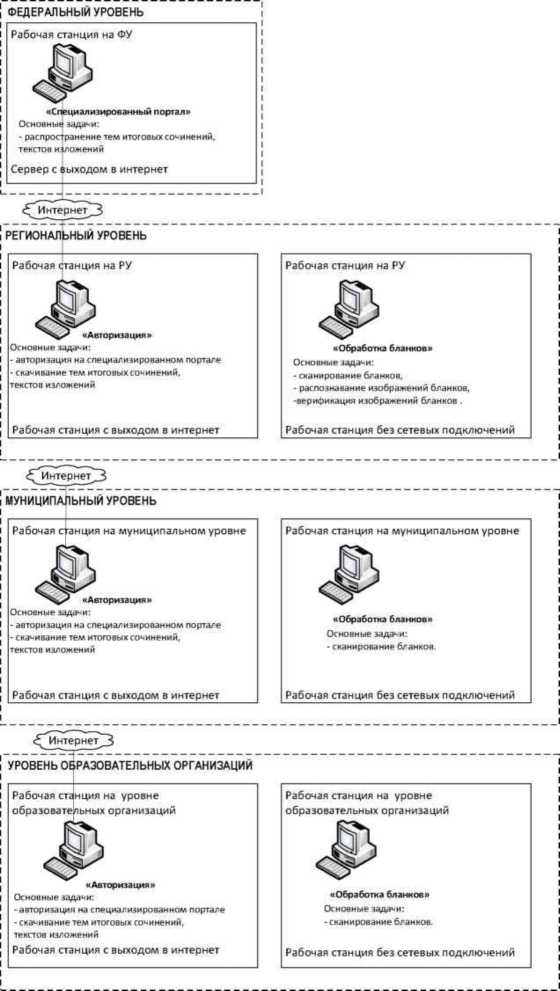 ФЕДЕРАЛЬНЫЙ УРОВЕНЬ
Рабочая станция на ФУ
«Специализированный портал»
Основные задачи:
- распространение тем итоговых сочинений,
текстов изложений
Сервер с выходом в интернет
Интернет
РЕГИОНАЛЬНЫЙ УРОВЕНЬ
Рабочая станция на РУ
«Авторизация»
Основные задачи:
- авторизация на специализированном портале
- скачивание тем итоговых сочинений,
текстов изложений
Рабочая станция с выходом в интернет
Рабочая станция на РУ
«Обработка бланков»
Основные задачи:
- сканирование бланков,
- распознавание изображений бланков,
-верификация изображений бланков .
Рабочая станция без сетевых подключений
Интернет
МУНИЦИПАЛЬНЫЙ УРОВЕНЬ
Рабочая станция на муниципальном уровне
«Авторизация»
Основные задачи:
- авторизация на специализированном портале
- скачивание тем итоговых сочинений,
текстов изложений
Рабочая станция с выходом в интернет
Рабочая станция на муниципальном уровне
«Обработка бланков»
Основные задачи:
- сканирование бланков.
Рабочая станция без сетевых подключений
Интернет
УРОВЕНЬ ОБРАЗОВАТЕЛЬНЫХ ОРГАНИЗАЦИЙ
Рабочая станция на уровне
образовательных организаций
«Авторизация»
Основные задачи:
- авторизация на специализированном портале
- скачивание тем итоговых сочинений,
текстов изложений
Рабочая станция с выходом в интернет
Рабочая станция на уровне
образовательных организаций
«Обработка бланков»
Основные задачи:
- сканирование бланков.
Рабочая станция без сетевых подключений